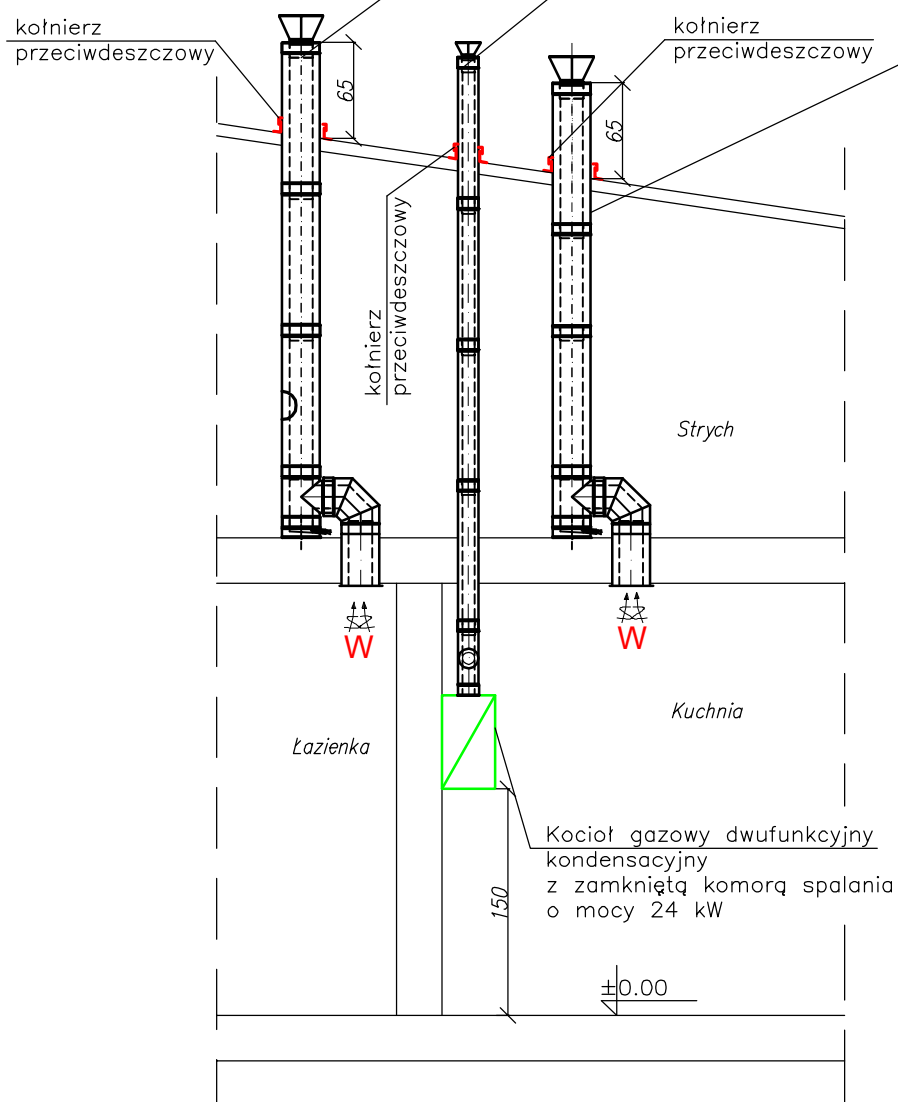 kołnierz
przeciwdeszczowy
kołnierz
przeciwdeszczowy
65
65
kołnierz
przeciwdeszczowy
Strych
W
W
Łazienka
Kuchnia
Kocioł gazowy dwufunkcyjny
kondensacyjny
z zamkniętą komorą spalania
o mocy 24 kW
150
±0.00